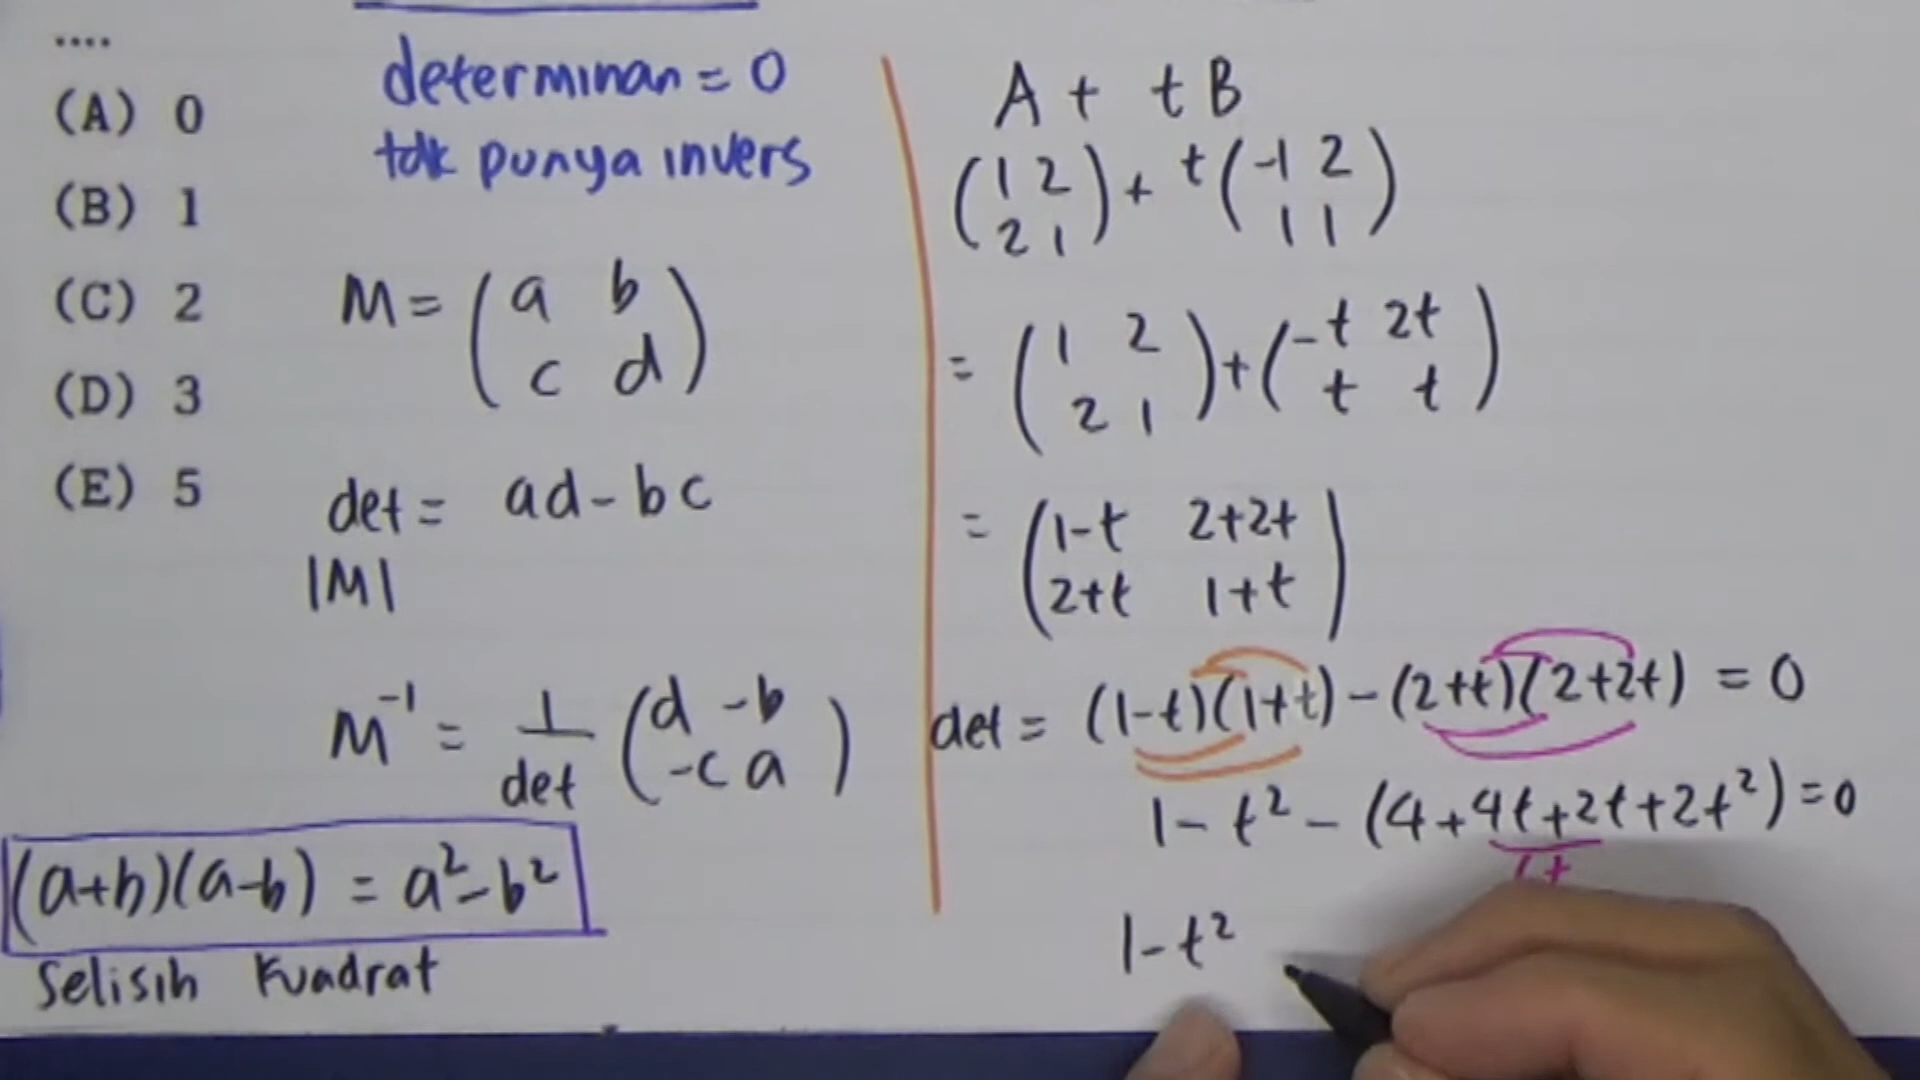 ....
(A) 0
(B) 1
(C) 2
(D) 3
(E) 5
determinan = 0
tdk punya invers
M = (a b
c d)
det = ad - bc
|M|
M⁻¹ = 1/det (d -b
-c a)
(a+b)(a-b) = a² - b²
Selisih Kuadrat
A + tB
(1 2
2 1) + t(-1 2
1 1)
= (1 2
2 1) + (-t 2t
t t)
= (1-t 2+2t
2+t 1+t)
det = (1-t)(1+t) - (2+t)(2+2t) = 0
1 - t² - (4+4t+2t+2t²) = 0
1 - t²